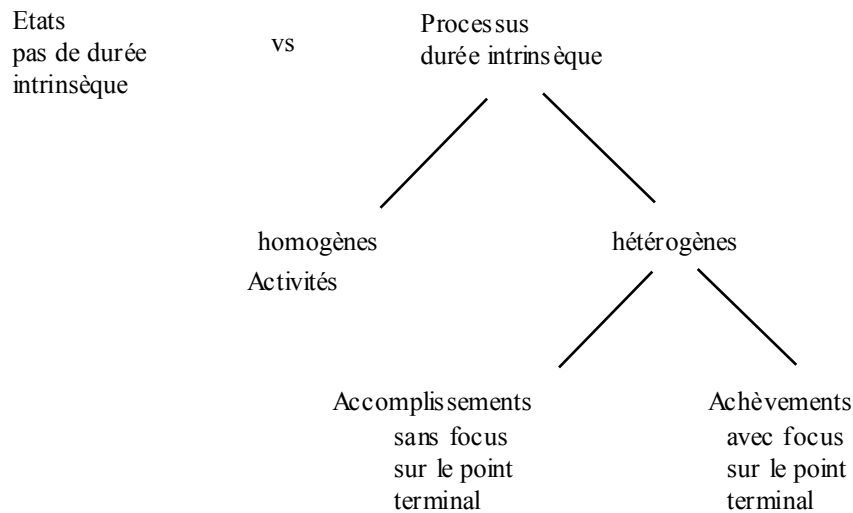 Etats
pas de durée
intrinsèque
vs
Processus
durée intrinsèque
homogènes
Activités
hétérogènes
Accomplissements
sans focus
sur le point
terminal
Achèvements
avec focus
sur le point
terminal